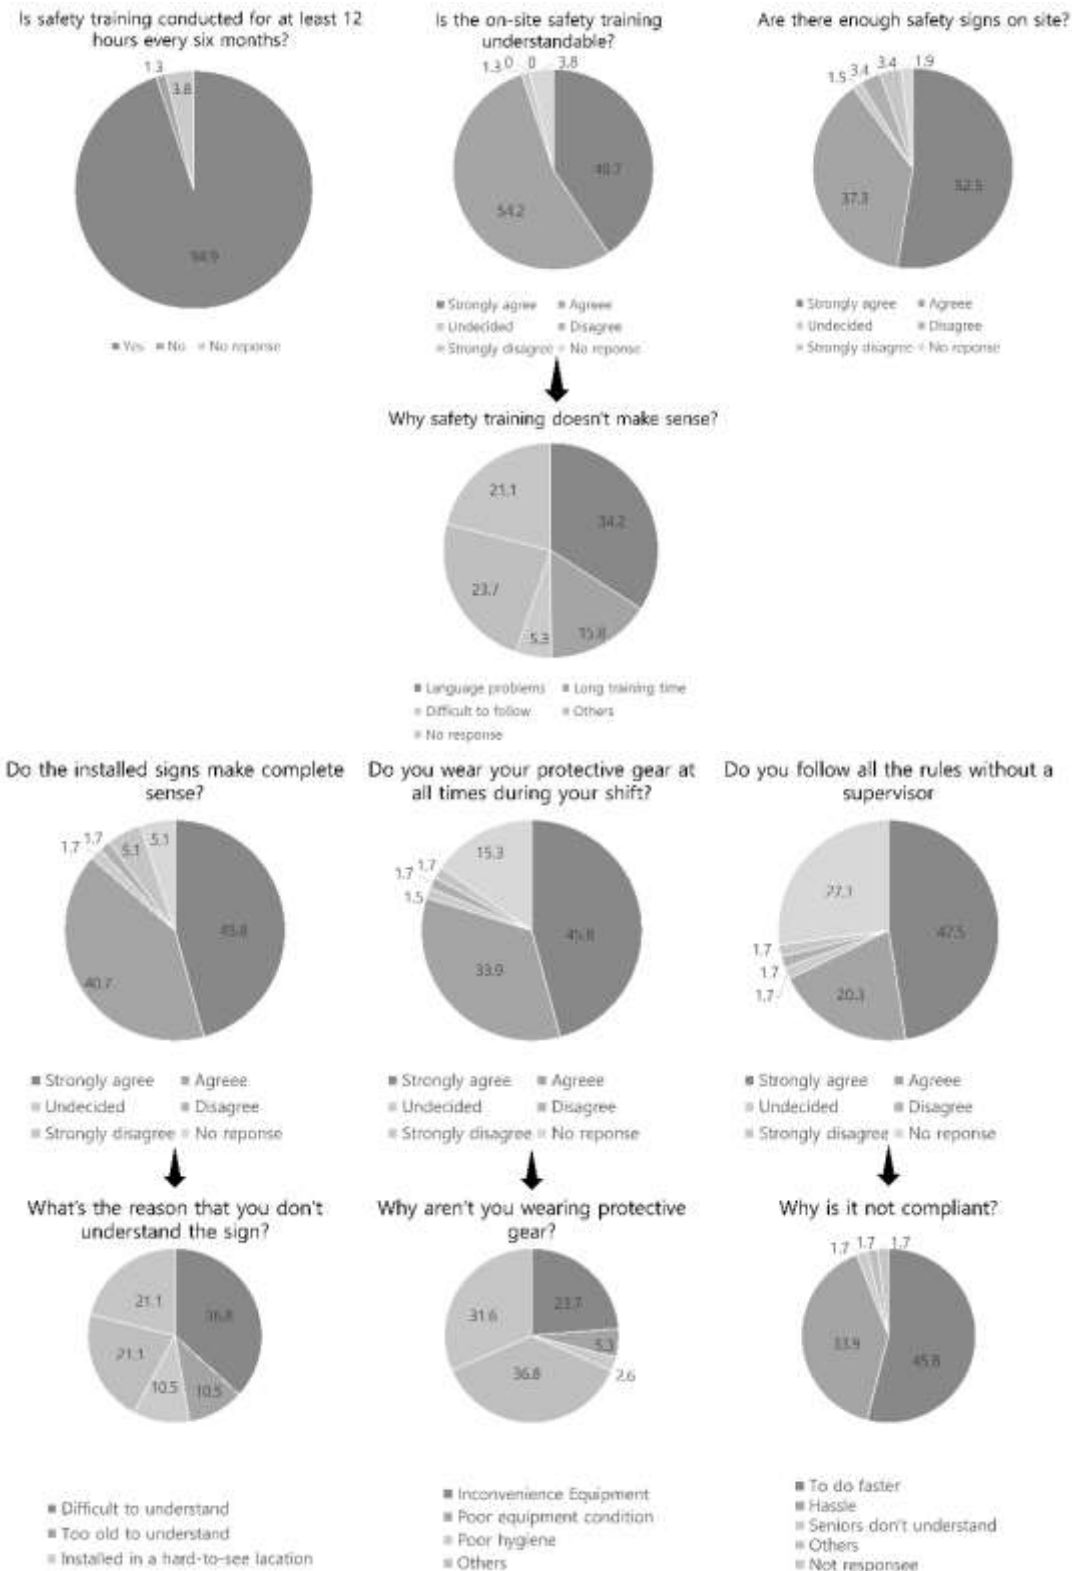 Is safety training conducted for at least 12
hours every six months?
1.3
3.8
94.9
Yes No No reponse
Is the on-site safety training
understandable?
1.3 0 0 3.8
40.7
54.2
Strongly agree Agreee
Undecided Disagree
Strongly disagree No reponse
Are there enough safety signs on site?
1.5 3.4 3.4 1.9
52.5
37.3
Strongly agree Agreee
Undecided Disagree
Strongly disagree No reponse
Why safety training doesn't make sense?
21.1
34.2
23.7
5.3
15.8
Language problems Long training time
Difficult to follow Others
No response
Do the installed signs make complete
sense?
1.7 1.7 5.1 5.1
45.8
40.7
Strongly agree Agreee
Undecided Disagree
Strongly disagree No reponse
Do you wear your protective gear at
all times during your shift?
15.3
1.7 1.7
1.5
45.8
33.9
Strongly agree Agreee
Undecided Disagree
Strongly disagree No reponse
Do you follow all the rules without a
supervisor
27.1
47.5
1.7
1.7
1.7
20.3
Strongly agree Agreee
Undecided Disagree
Strongly disagree No reponse
What's the reason that you don't
understand the sign?
21.1
36.8
21.1
10.5
10.5
Difficult to understand
Too old to understand
Installed in a hard-to-see lacation
Why aren't you wearing protective
gear?
31.6
23.7
5.3
36.8
2.6
Inconvenience Equipment
Poor equipment condition
Poor hygiene
Others
Why is it not compliant?
1.7 1.7 1.7
33.9
45.8
To do faster
Hassle
Seniors don't understand
Others
Not responsee